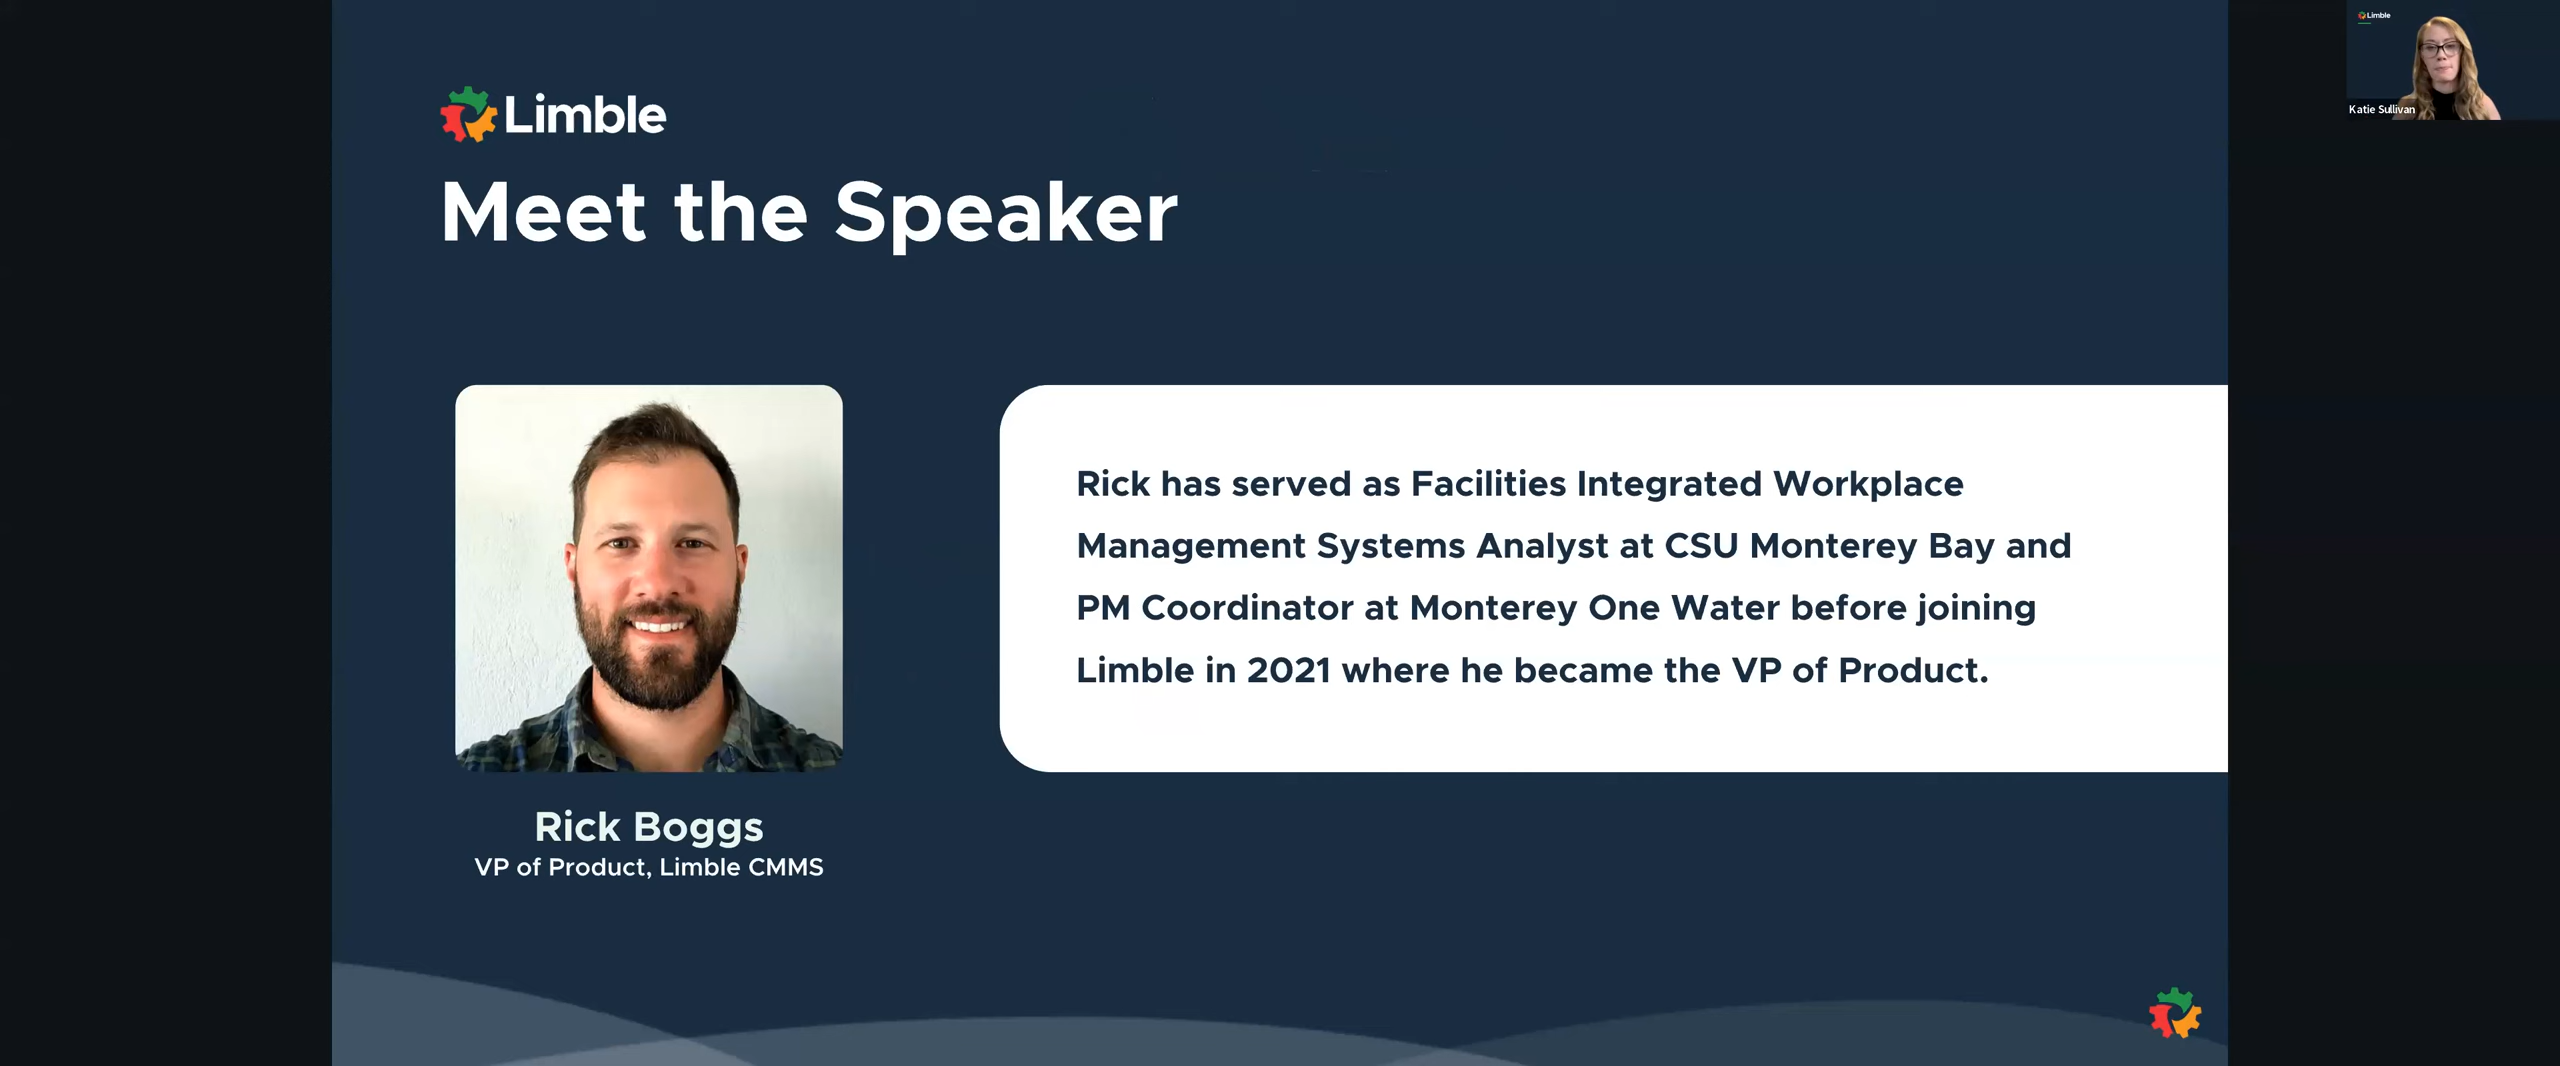 Limble
Meet the Speaker
Rick has served as Facilities Integrated Workplace
Management Systems Analyst at CSU Monterey Bay and
PM Coordinator at Monterey One Water before joining
Limble in 2021 where he became the VP of Product.
Rick Boggs
VP of Product, Limble CMMS
Limble
Katie Sullivan